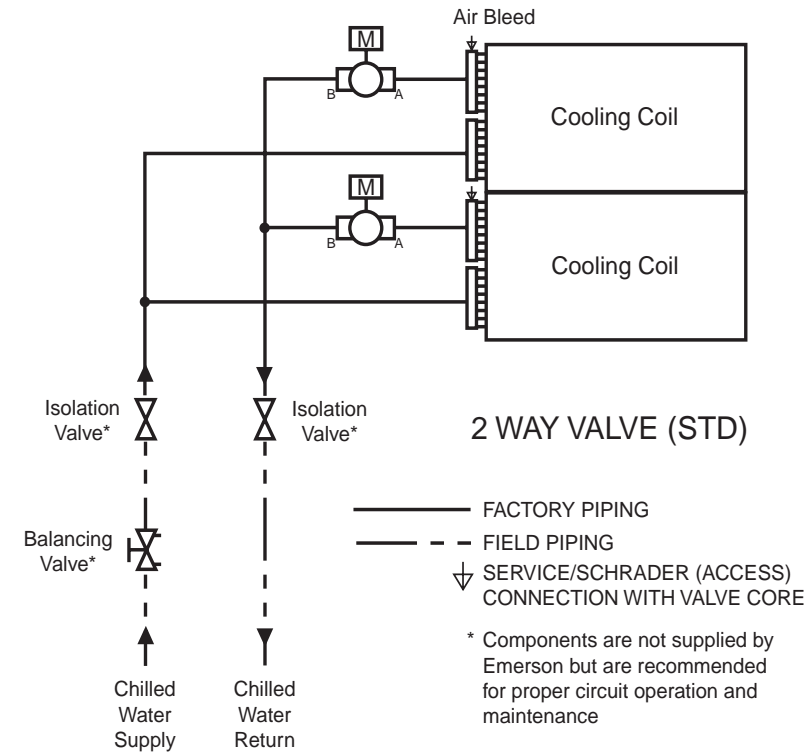 Air Bleed
M
B
A
Cooling Coil
M
B
A
Cooling Coil
Isolation
Valve*
Isolation
Valve*
2 WAY VALVE (STD)
Balancing
Valve*
FACTORY PIPING
FIELD PIPING
SERVICE/SCHRADER (ACCESS)
CONNECTION WITH VALVE CORE
* Components are not supplied by
Emerson but are recommended
for proper circuit operation and
maintenance
Chilled
Water
Supply
Chilled
Water
Return